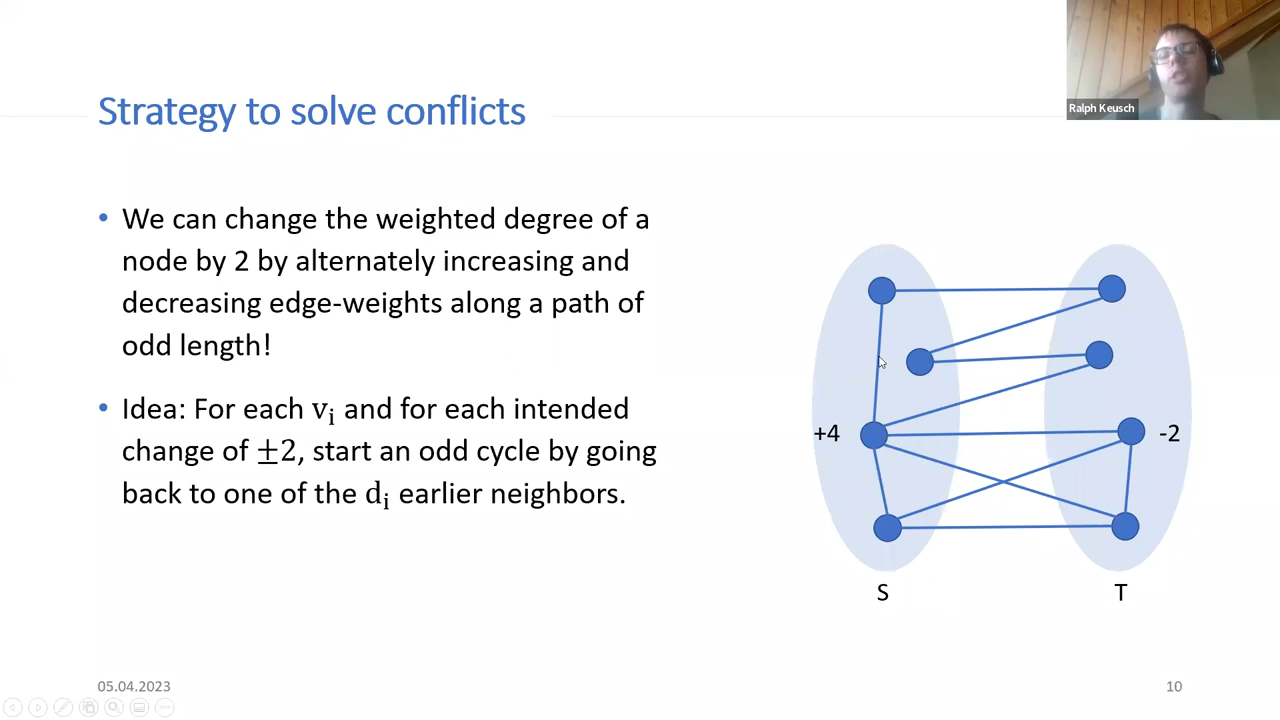 Ralph Keusch
Strategy to solve conflicts
• We can change the weighted degree of a
node by 2 by alternately increasing and
decreasing edge-weights along a path of
odd length!
• Idea: For each vᵢ and for each intended
change of ±2, start an odd cycle by going
back to one of the dᵢ earlier neighbors.
+4
-2
S
T
05.04.2023
10